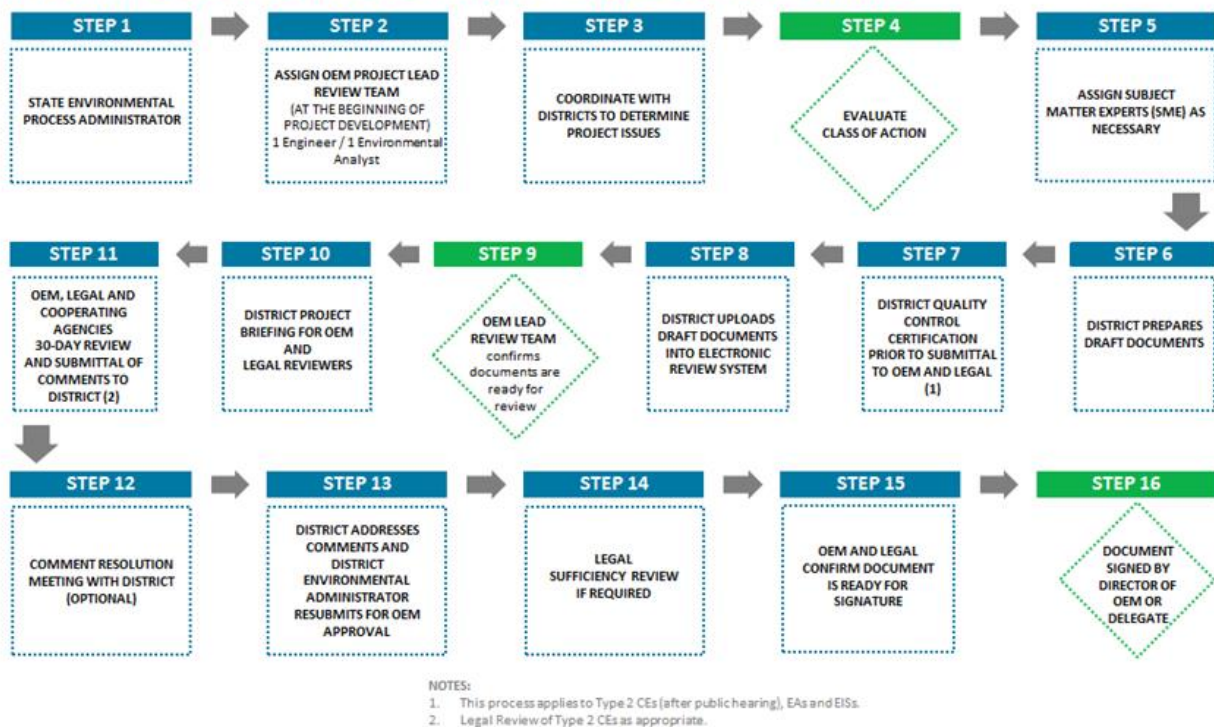 STEP 1
STATE ENVIRONMENTAL
PROCESS ADMINISTRATOR
STEP 2
ASSIGN OEM PROJECT LEAD
REVIEW TEAM
(AT THE BEGINNING OF
PROJECT DEVELOPMENT)
1 Engineer / 1 Environmental
Analyst
STEP 3
COORDINATE WITH
DISTRICTS TO DETERMINE
PROJECT ISSUES
STEP 4
EVALUATE
CLASS OF ACTION
STEP 5
ASSIGN SUBJECT
MATTER EXPERTS (SME) AS
NECESSARY
STEP 6
DISTRICT PREPARES
DRAFT DOCUMENTS
STEP 7
DISTRICT QUALITY
CONTROL
CERTIFICATION
PRIOR TO SUBMITTAL
TO OEM AND LEGAL
(1)
STEP 8
DISTRICT UPLOADS
DRAFT DOCUMENTS
INTO ELECTRONIC
REVIEW SYSTEM
STEP 9
OEM LEAD
REVIEW TEAM
confirms
documents are
ready for
review
STEP 10
DISTRICT PROJECT
BRIEFING FOR OEM
AND
LEGAL REVIEWERS
STEP 11
OEM, LEGAL AND
COOPERATING
AGENCIES
30-DAY REVIEW
AND SUBMITTAL OF
COMMENTS TO
DISTRICT (2)
STEP 12
COMMENT RESOLUTION
MEETING WITH DISTRICT
(OPTIONAL)
STEP 13
DISTRICT ADDRESSES
COMMENTS AND
DISTRICT
ENVIRONMENTAL
ADMINISTRATOR
RESUBMITS FOR OEM
APPROVAL
STEP 14
LEGAL
SUFFICIENCY REVIEW
IF REQUIRED
STEP 15
OEM AND LEGAL
CONFIRM DOCUMENT
IS READY FOR
SIGNATURE
STEP 16
DOCUMENT
SIGNED BY
DIRECTOR OF
OEM OR
DELEGATE
NOTES:
1. This process applies to Type 2 CEs (after public hearing), EAs and EISs.
2. Legal Review of Type 2 CEs as appropriate.